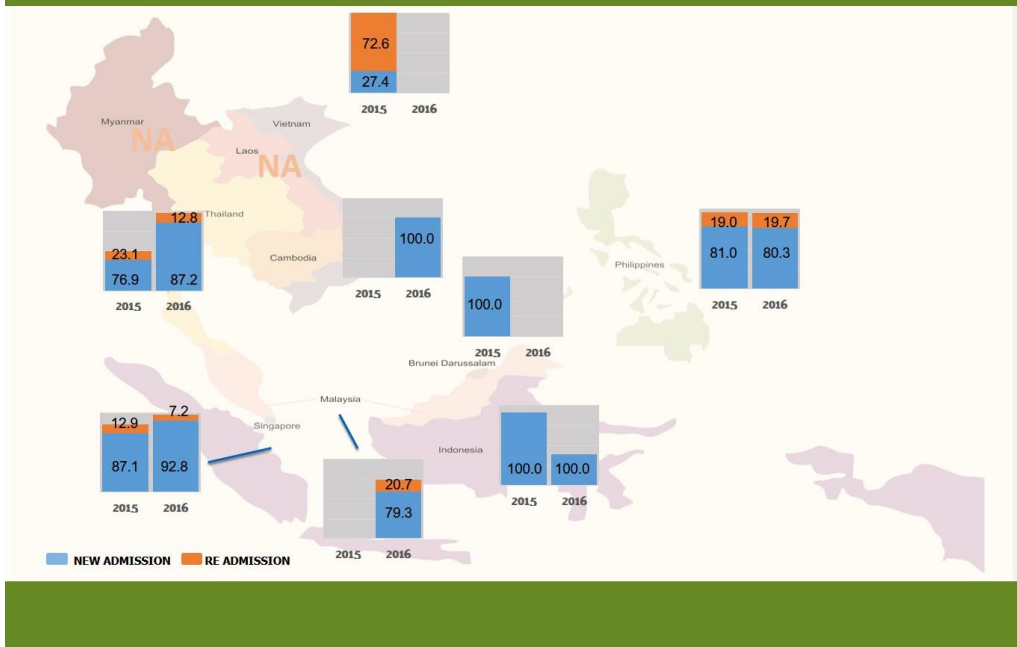 72.6
27.4
2015 2016
Myanmar
NA
Vietnam
Laos
NA
Thailand
12.8
23.1
76.9 87.2
2015 2016
Cambodia
100.0
2015 2016
100.0
2015 2016
Philippines
19.0 19.7
81.0 80.3
2015 2016
Brunei Darussalam
Malaysia
Singapore
Indonesia
7.2
12.9
87.1 92.8
2015 2016
20.7
79.3
2015 2016
100.0 100.0
2015 2016
NEW ADMISSION RE ADMISSION